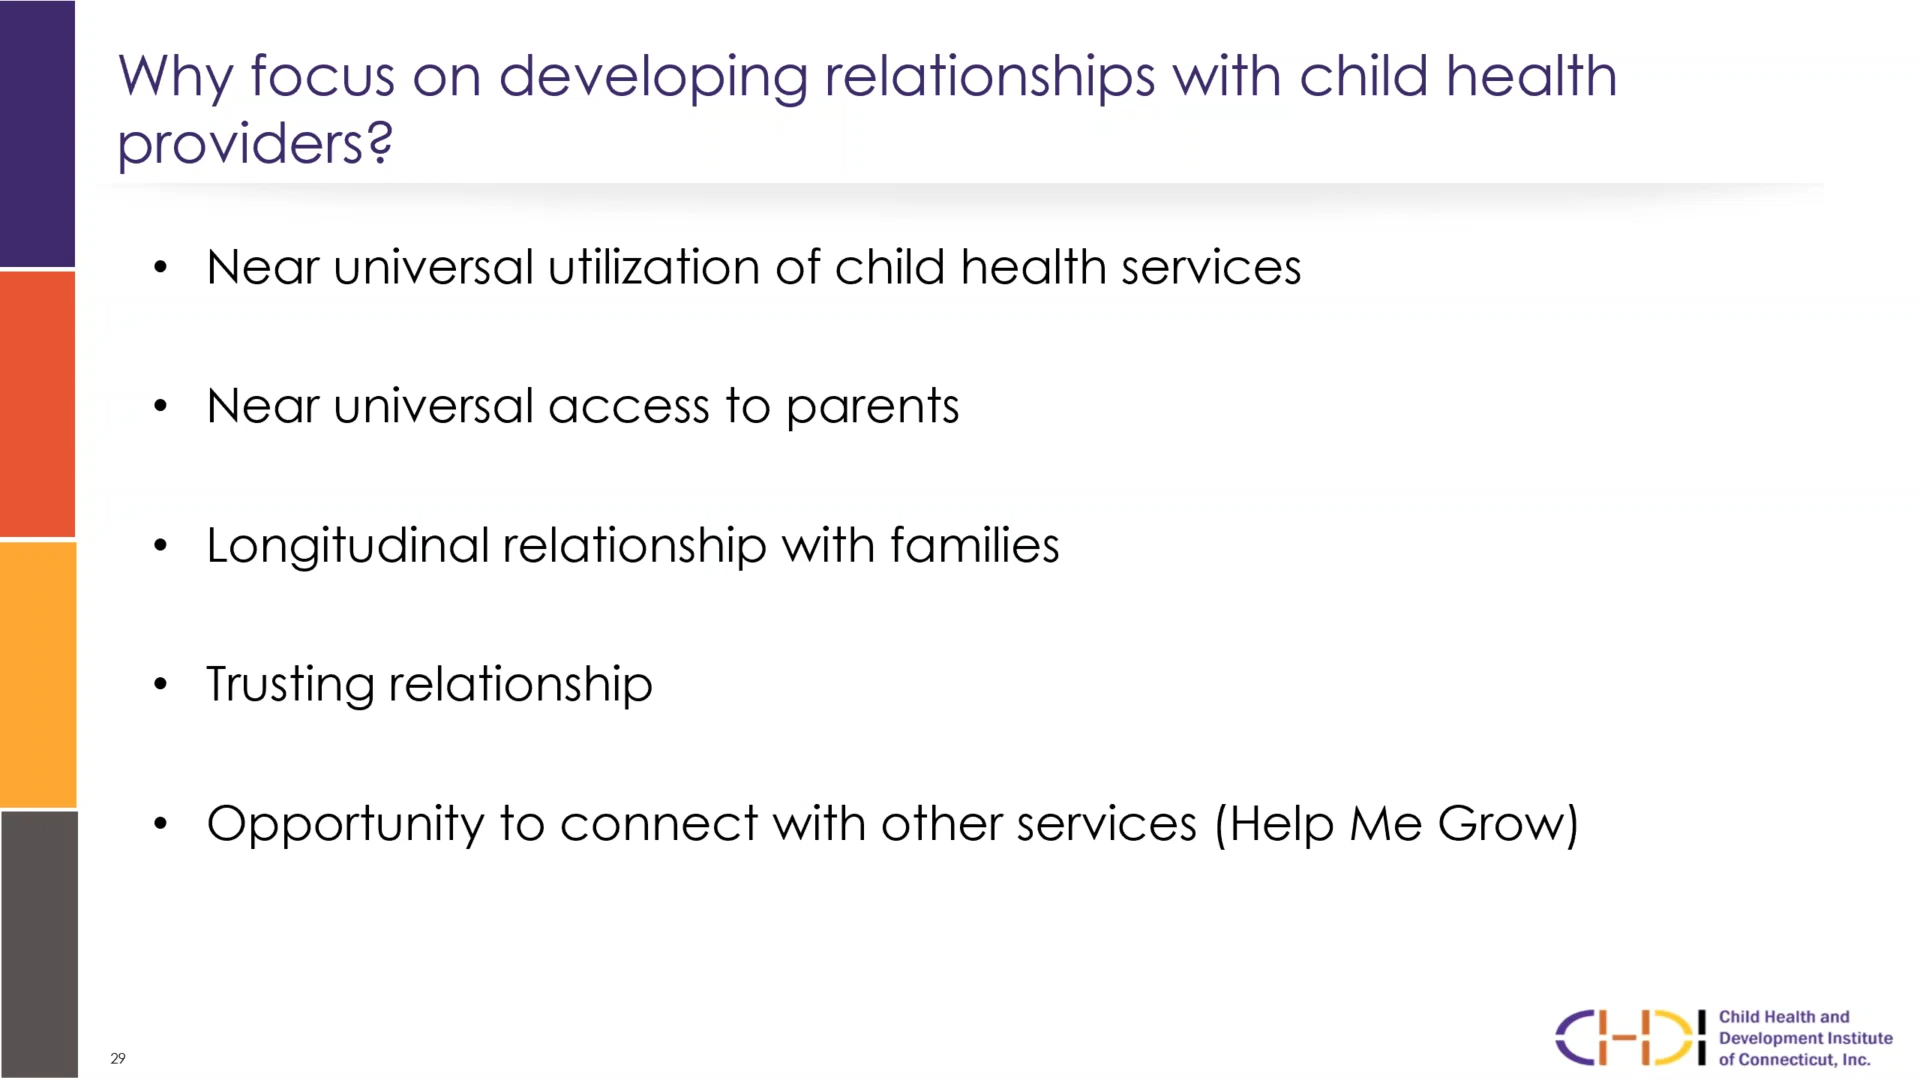 Why focus on developing relationships with child health
providers?
• Near universal utilization of child health services
• Near universal access to parents
• Longitudinal relationship with families
• Trusting relationship
• Opportunity to connect with other services (Help Me Grow)
29
CHDI
Child Health and
Development Institute
of Connecticut, Inc.